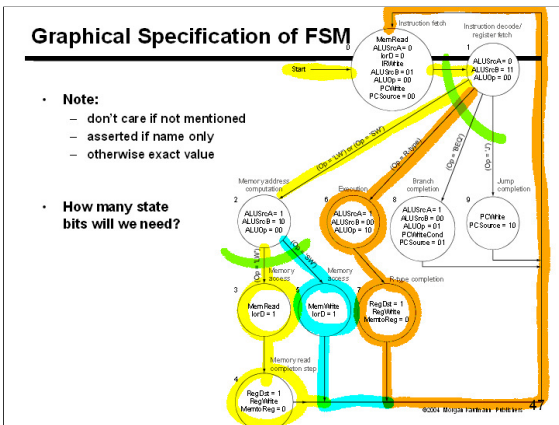 Graphical Specification of FSM
Instruction fetch
Instruction decode/
register fetch
0
MemRead
ALUSrcA = 0
IorD = 0
IRWrite
ALUSrcB = 01
ALUOp = 00
PCWrite
PCSource = 00
1
ALUSrcA = 0
ALUSrcB = 11
ALUOp = 00
Start
• Note:
– don't care if not mentioned
– asserted if name only
– otherwise exact value
• How many state
bits will we need?
(Op = 'LW') or (Op = 'SW')
(Op = R-type)
(Op = 'BEQ')
(Op = 'J')
Memory address
computation
Execution
Branch
completion
Jump
completion
2
ALUSrcA = 1
ALUSrcB = 10
ALUOp = 00
6
ALUSrcA = 1
ALUSrcB = 00
ALUOp = 10
8
ALUSrcA = 1
ALUSrcB = 00
ALUOp = 01
PCWriteCond
PCSource = 01
9
PCWrite
PCSource = 10
(Op = 'LW')
(Op = 'SW')
Memory
access
Memory
access
R-type completion
3
MemRead
IorD = 1
5
MemWrite
IorD = 1
7
RegDst = 1
RegWrite
MemtoReg = 0
Memory read
completon step
4
RegDst = 1
RegWrite
MemtoReg = 0
©2004 Morgan Kaufmann Publishers
47